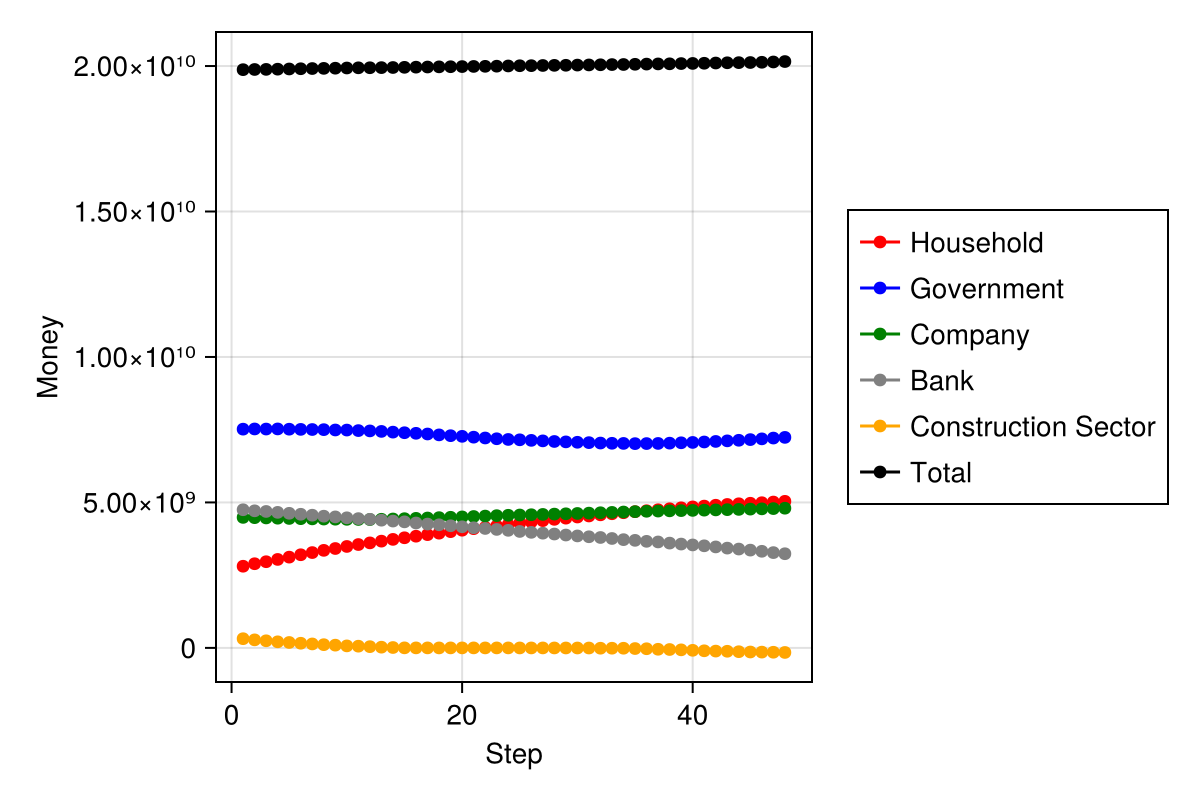 2.00×10¹⁰
1.50×10¹⁰
1.00×10¹⁰
5.00×10⁹
0
Money
0 20 40
Step
Household
Government
Company
Bank
Construction Sector
Total